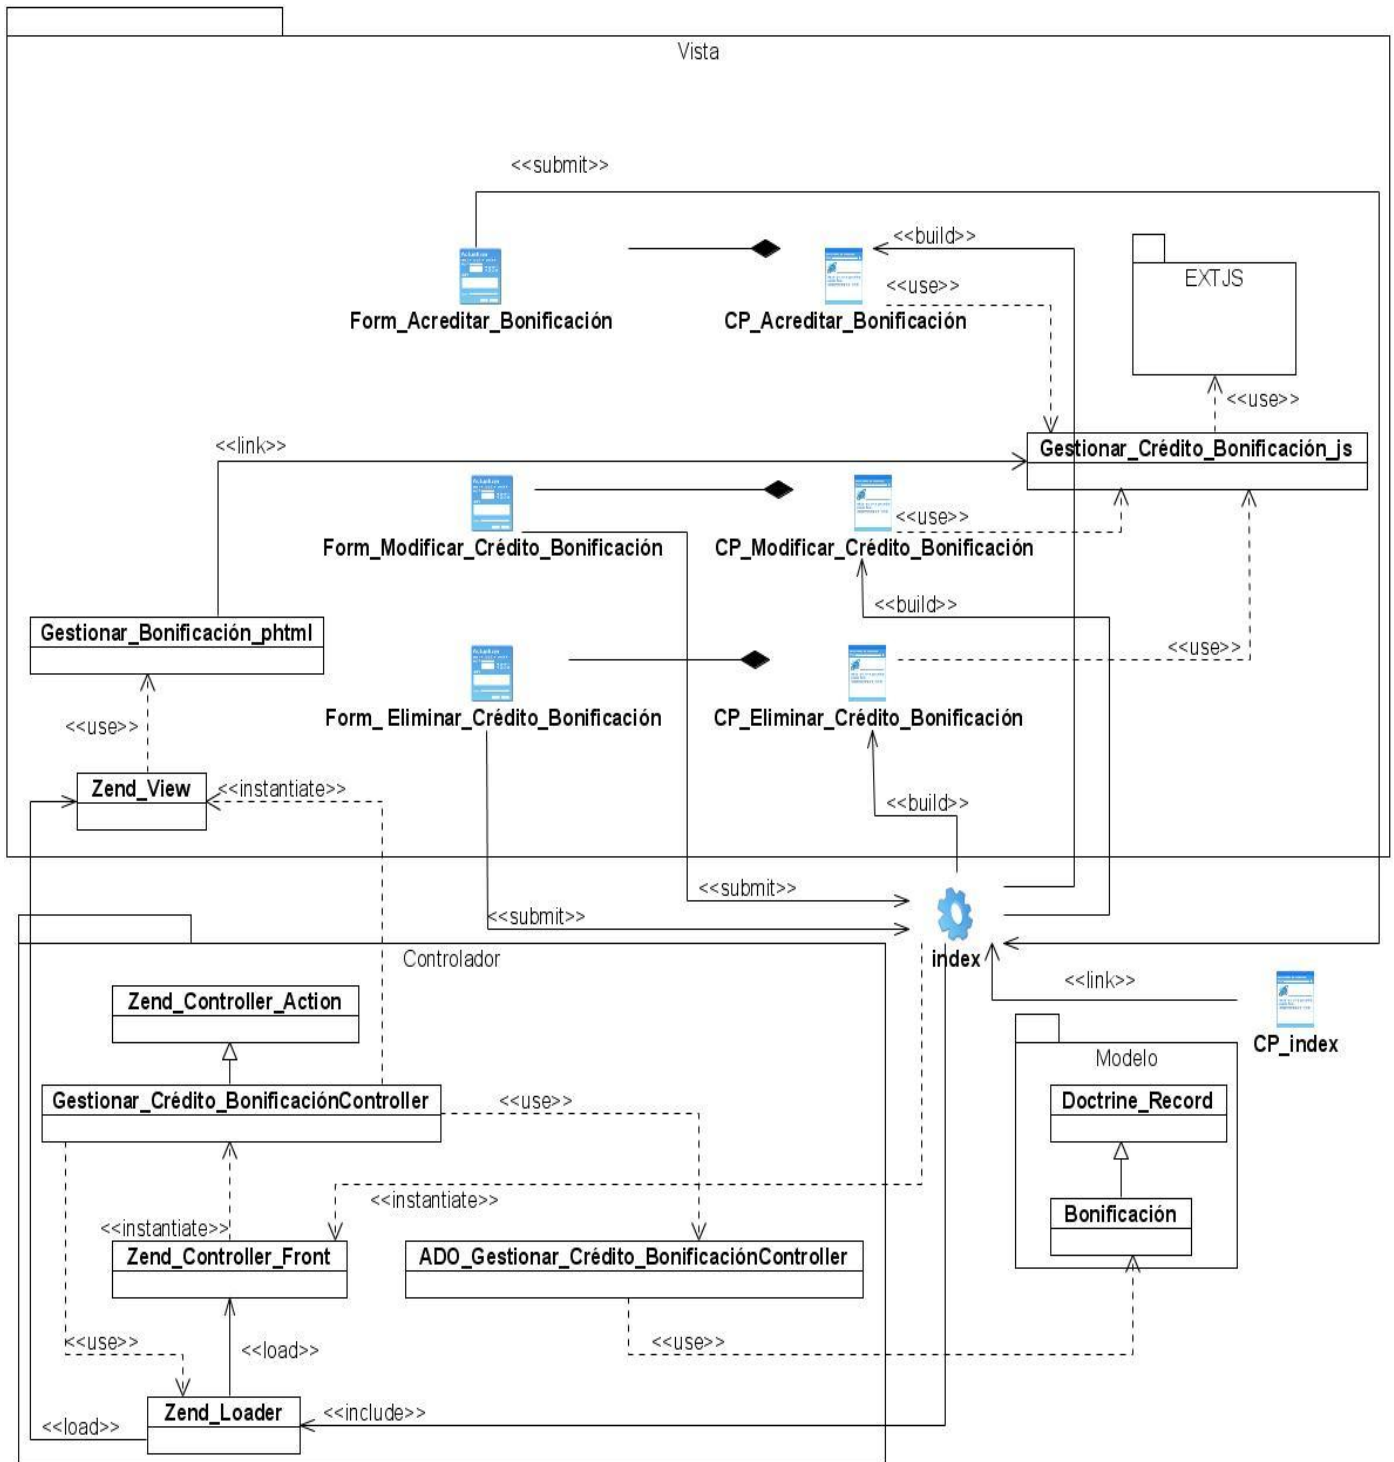 Vista
<<submit>>
<<build>>
EXTJS
<<use>>
Form_Acreditar_Bonificación
CP_Acreditar_Bonificación
<<use>>
<<link>>
Gestionar_Crédito_Bonificación_js
<<use>>
Form_Modificar_Crédito_Bonificación
CP_Modificar_Crédito_Bonificación
<<build>>
Gestionar_Bonificación_phtml
<<use>>
Form_ Eliminar_Crédito_Bonificación
CP_Eliminar_Crédito_Bonificación
<<use>>
Zend_View
<<instantiate>>
<<build>>
<<submit>>
<<submit>>
index
Controlador
<<link>>
Zend_Controller_Action
CP_index
Modelo
Gestionar_Crédito_BonificaciónController
<<use>>
Doctrine_Record
<<instantiate>>
Bonificación
<<instantiate>>
Zend_Controller_Front
ADO_Gestionar_Crédito_BonificaciónController
<<use>>
<<load>>
<<use>>
Zend_Loader
<<include>>
<<load>>